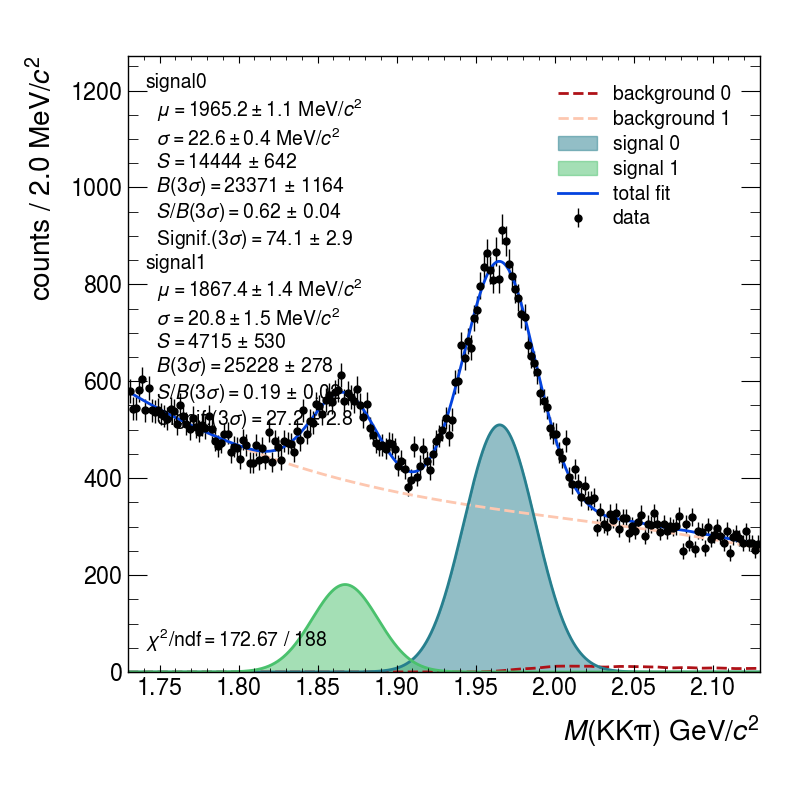 counts / 2.0 MeV/c²
1200
1000
800
600
400
200
0
signal0
μ = 1965.2 ± 1.1 MeV/c²
σ = 22.6 ± 0.4 MeV/c²
S = 14444 ± 642
B(3σ) = 23371 ± 1164
S/B(3σ) = 0.62 ± 0.04
Signif.(3σ) = 74.1 ± 2.9
signal1
μ = 1867.4 ± 1.4 MeV/c²
σ = 20.8 ± 1.5 MeV/c²
S = 4715 ± 530
B(3σ) = 25228 ± 278
S/B(3σ) = 0.19 ±
(3σ) = 27.2 ± 2.8
background 0
background 1
signal 0
signal 1
total fit
data
χ²/ndf = 172.67 / 188
1.75 1.80 1.85 1.90 1.95 2.00 2.05 2.10
M(KKπ) GeV/c²